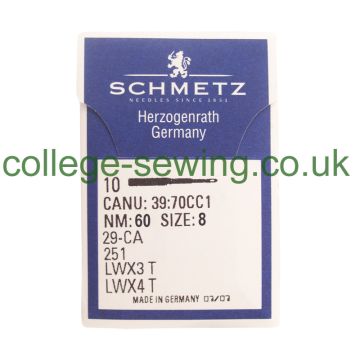 SCHMETZ
NEEDLES SINCE 1851
Herzogenrath
Germany
college-sewing.co.uk
10
CANU: 39:70CC1
NM: 60 SIZE: 8
29-CA
251
LWX3 T
LWX4 T
MADE IN GERMANY 07/07